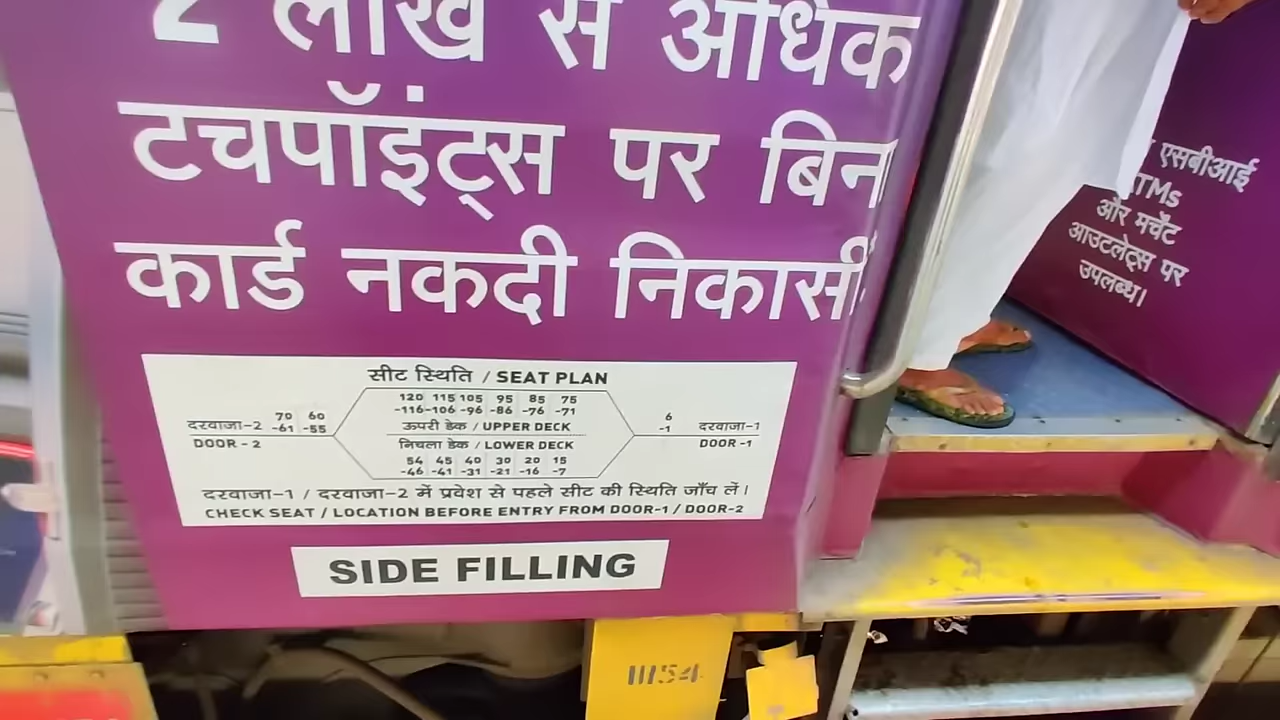 2 लाख से अधिक
टचपॉइंट्स पर बिना
कार्ड नकदी निकासी
एसबीआई
ATMs
और मर्चेंट
आउटलेट्स पर
उपलब्ध।
सीट स्थिति / SEAT PLAN
120 115 105 95 85 75
-116 -106 -96 -86 -76 -71
70 60
-61 -55
दरवाजा-2
DOOR - 2
ऊपरी डेक / UPPER DECK
निचला डेक / LOWER DECK
6
-1
दरवाजा-1
DOOR -1
54 45 40 30 20 15
-46 -41 -31 -21 -16 -7
दरवाजा-1 / दरवाजा-2 में प्रवेश से पहले सीट की स्थिति जाँच लें।
CHECK SEAT / LOCATION BEFORE ENTRY FROM DOOR-1 / DOOR-2
SIDE FILLING